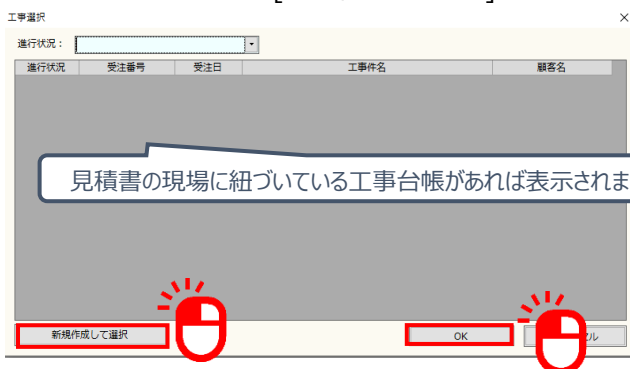 工事選択
進行状況：
進行状況 受注番号 受注日 工事件名 顧客名
見積書の現場に紐づいている工事台帳があれば表示されま
新規作成して選択 OK ル